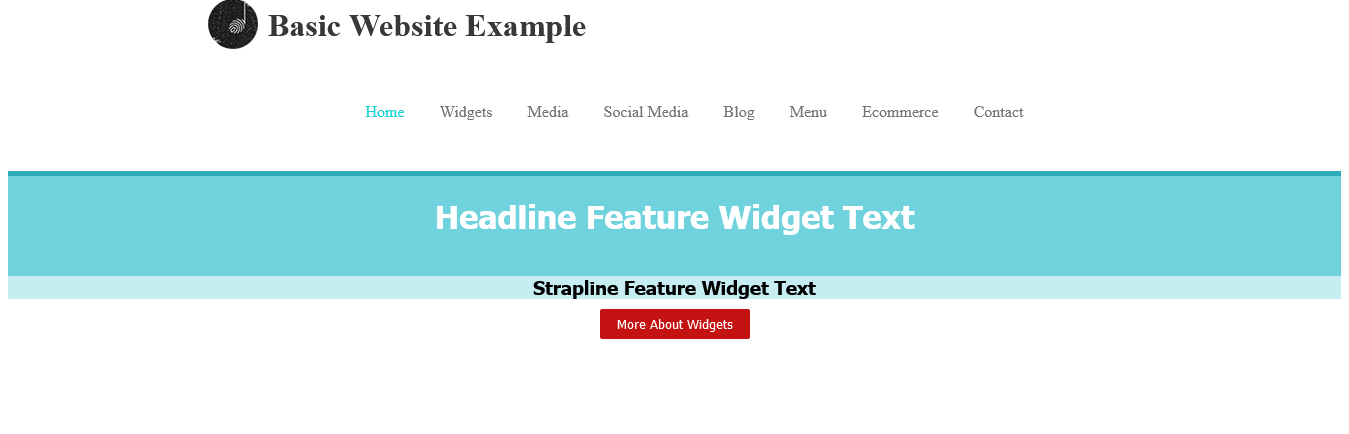 Basic Website Example
Home Widgets Media Social Media Blog Menu Ecommerce Contact
Headline Feature Widget Text
Strapline Feature Widget Text
More About Widgets